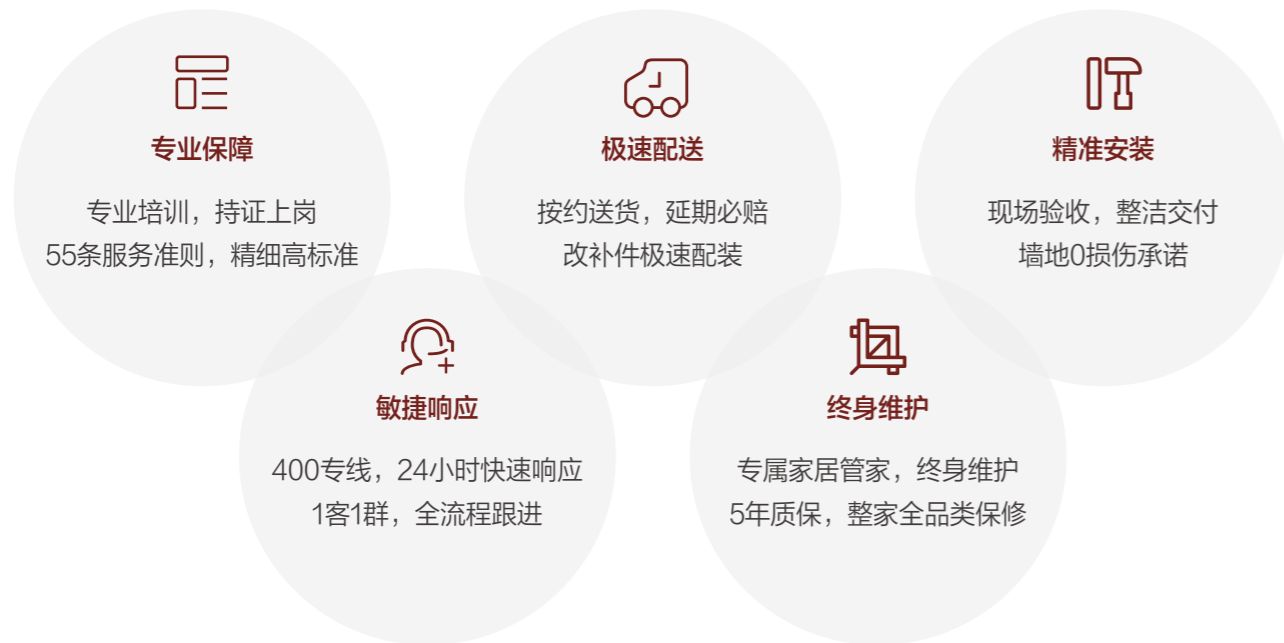 专业保障
专业培训，持证上岗
55条服务准则，精细高标准
极速配送
按约送货，延期必赔
改补件极速配装
精准安装
现场验收，整洁交付
墙地0损伤承诺
敏捷响应
400专线，24小时快速响应
1客1群，全流程跟进
终身维护
专属家居管家，终身维护
5年质保，整家全品类保修